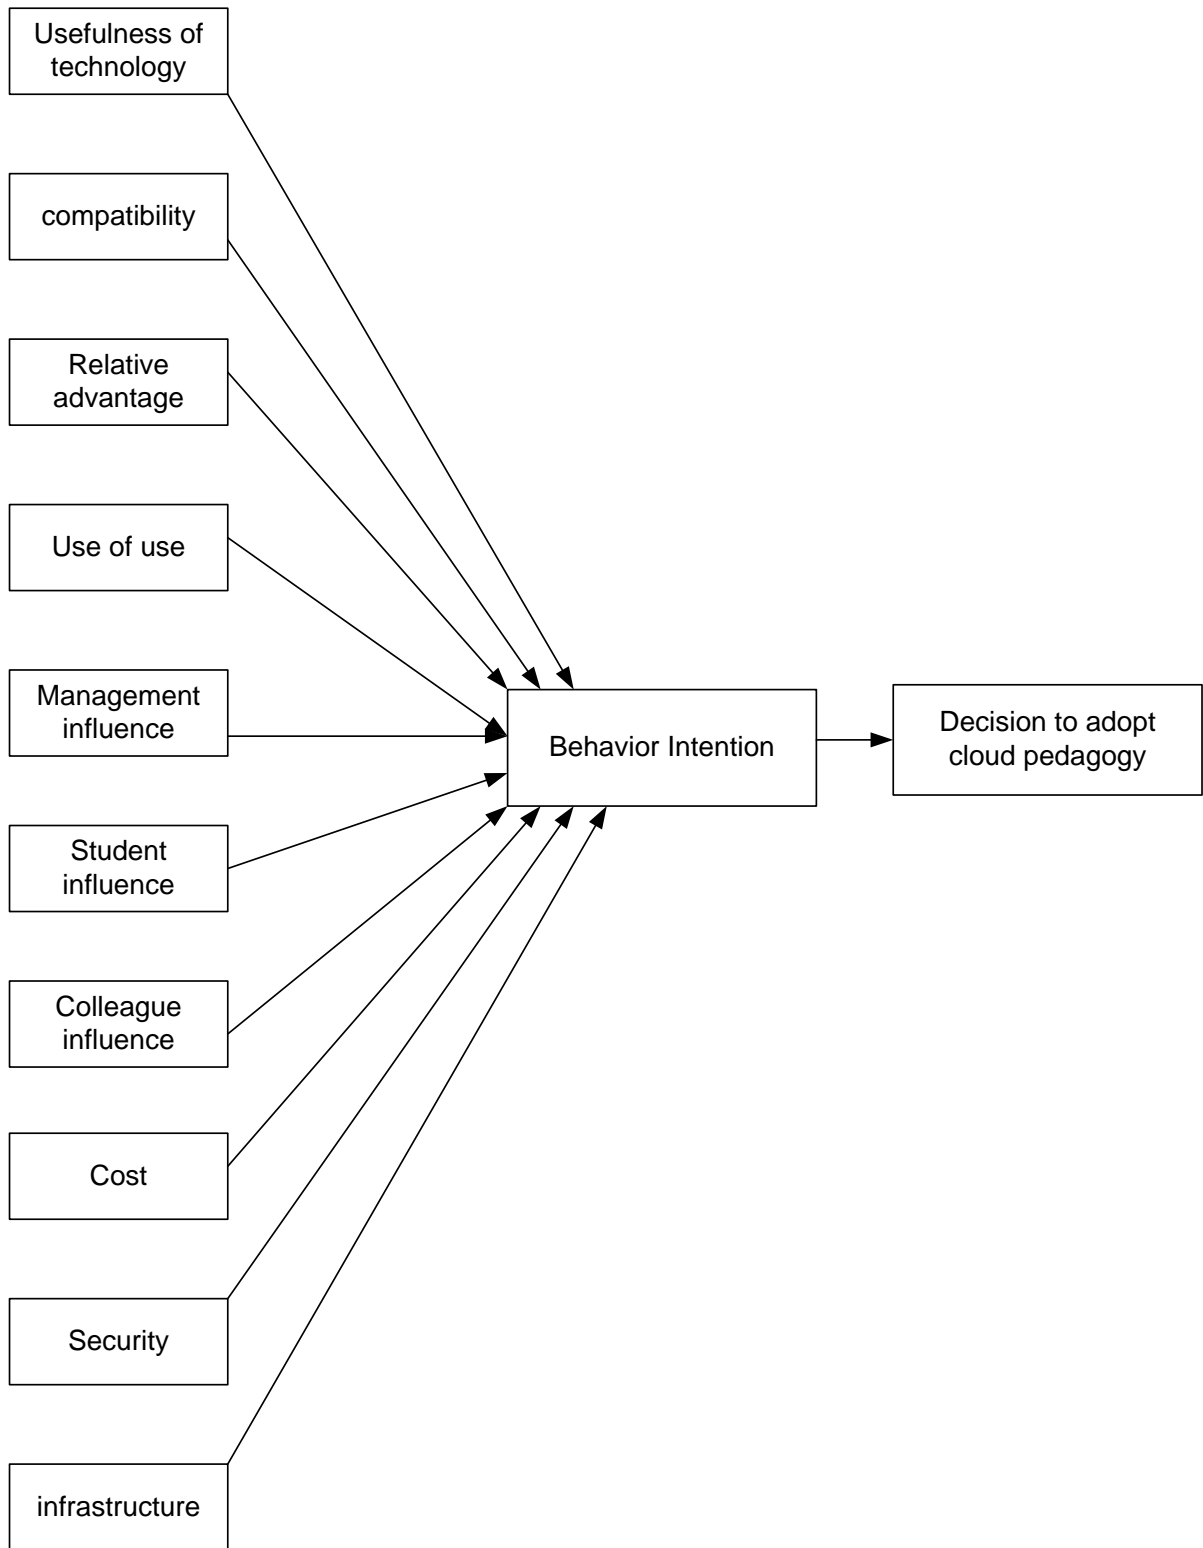 Usefulness of
technology
compatibility
Relative
advantage
Use of use
Management
influence
Student
influence
Colleague
influence
Cost
Security
infrastructure
Behavior Intention
Decision to adopt
cloud pedagogy